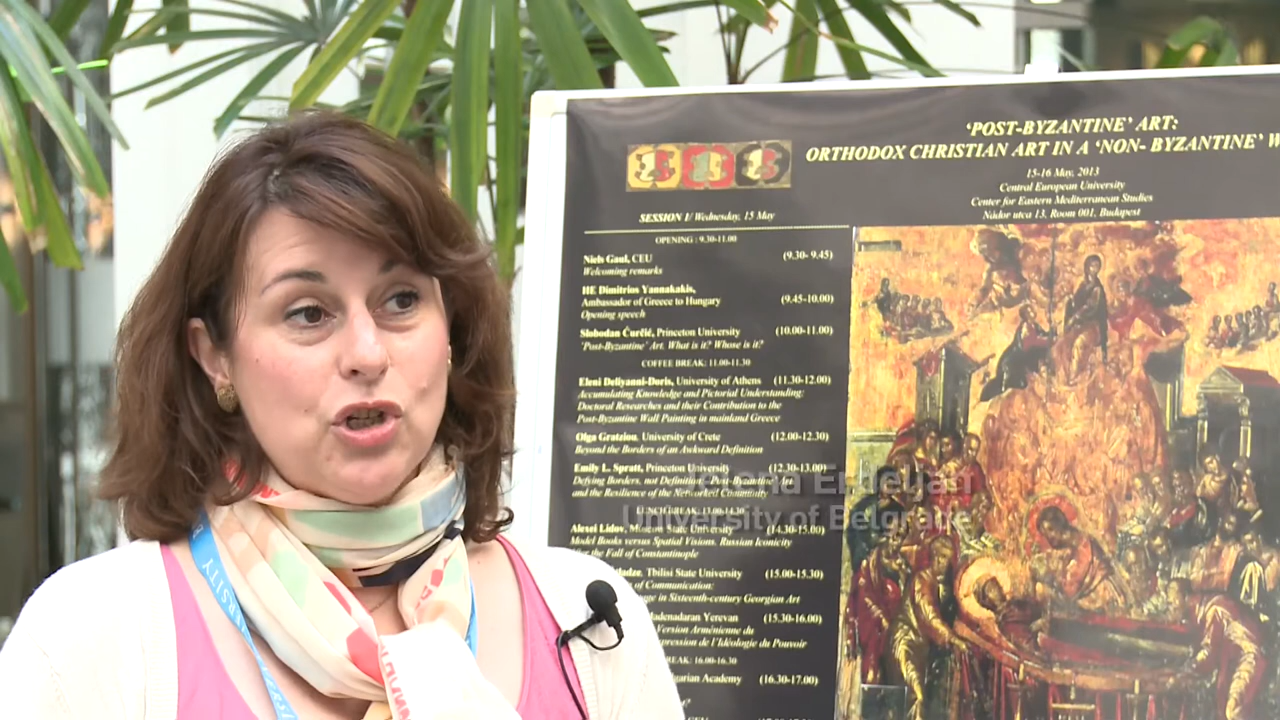 'POST-BYZANTINE' ART:
ORTHODOX CHRISTIAN ART IN A 'NON- BYZANTINE' W
15-16 May, 2013
Central European University
Center for Eastern Mediterranean Studies
Nádor utca 13, Room 001, Budapest
SESSION I/ Wednesday, 15 May
OPENING : 9.30-11.00
Niels Gaul, CEU (9.30- 9.45)
Welcoming remarks
HE Dimitrios Yannakakis,
Ambassador of Greece to Hungary (9.45-10.00)
Opening speech
Slobodan Ćurčić, Princeton University (10.00-11.00)
'Post-Byzantine' Art. What is it? Whose is it?
COFFEE BREAK: 11.00-11.30
Eleni Deliyanni-Doris, University of Athens (11.30-12.00)
Accumulating Knowledge and Pictorial Understanding:
Doctoral Researches and their Contribution to the
Post-Byzantine Wall Painting in mainland Greece
Olga Gratziou, University of Crete (12.00-12.30)
Beyond the Borders of an Awkward Definition
Emily L. Spratt, Princeton University (12.30-13.00)
Defying Borders, not Definition: Post-Byzantine Art
and the Resilience of the Networked Community
LUNCH BREAK: 13.00-14.30
Alexei Lidov, Moscow State University (14.30-15.00)
Model Books versus Spatial Visions. Russian Iconicity
the Fall of Constantinople
Tbilisi State University (15.00-15.30)
of Communication:
in Sixteenth-century Georgian Art
Yerevan (15.30-16.00)
Version Arménienne du
de l'Idéologie du Pouvoir
16.00-16.30
Academy (16.30-17.00)
CEU
Erdeljan
University of Belgrade
ERSITY